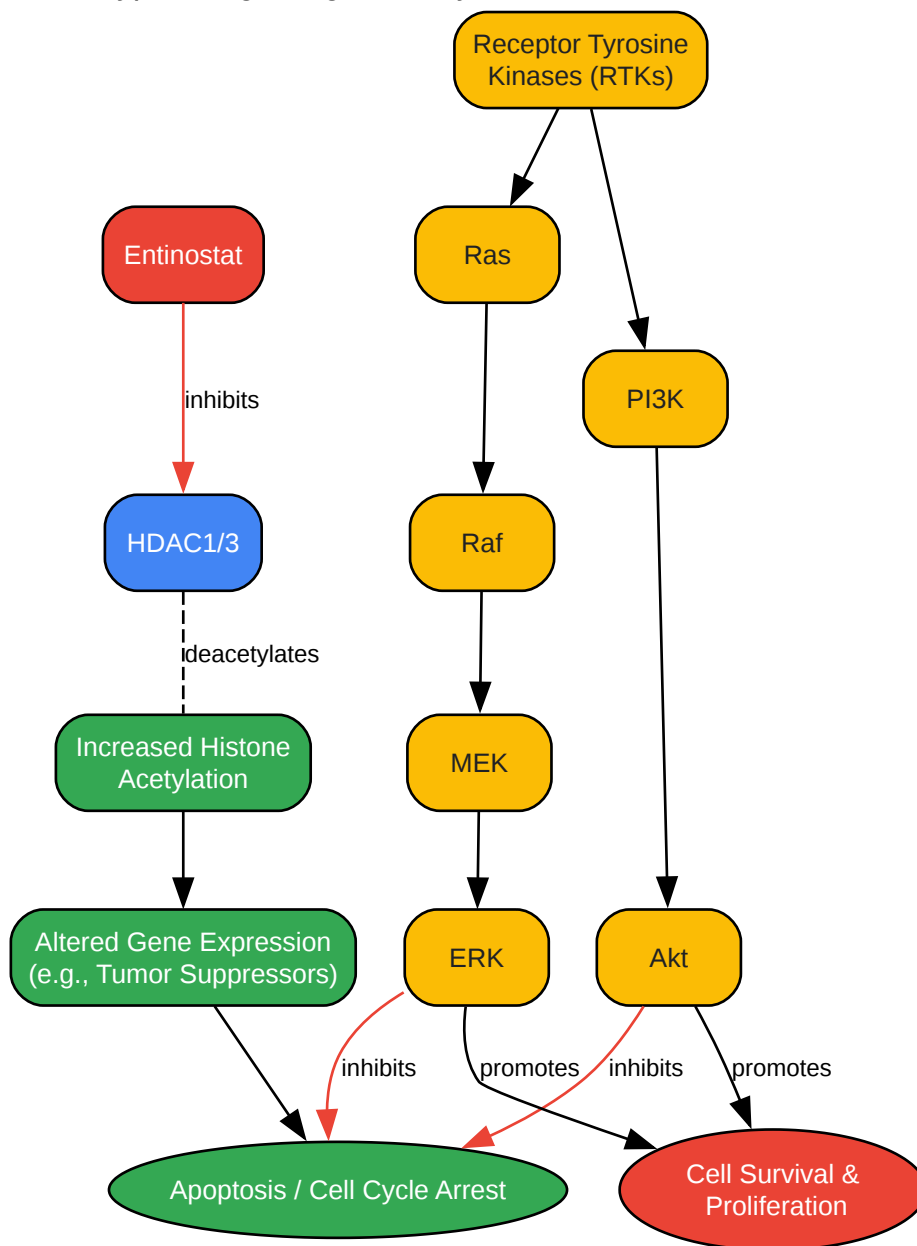 Receptor Tyrosine
Kinases (RTKs)
Entinostat
Ras
inhibits
PI3K
HDAC1/3
Raf
deacetylates
Increased Histone
Acetylation
MEK
Altered Gene Expression
(e.g., Tumor Suppressors)
ERK
Akt
inhibits
promotes
inhibits
promotes
Apoptosis / Cell Cycle Arrest
Cell Survival &
Proliferation